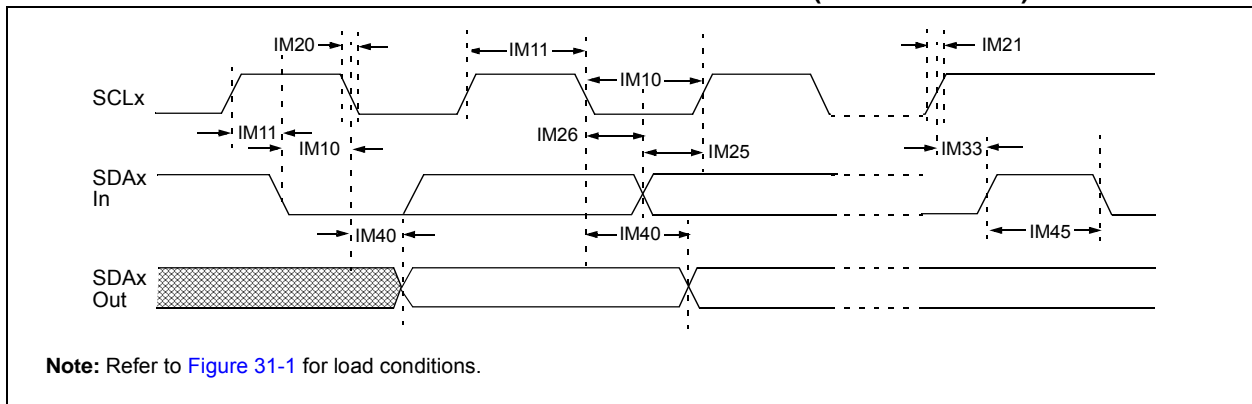 IM20
IM11
IM21
IM10
SCLx
IM11
IM26
IM10
IM25
IM33
SDAx
In
IM40
IM40
IM45
SDAx
Out
Note: Refer to Figure 31-1 for load conditions.